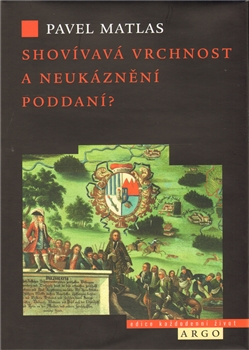 PAVEL MATLAS
SHOVÍVAVÁ VRCHNOST
A NEUKÁZNĚNÍ
PODDANÍ?
edice každodenní život
ARGO